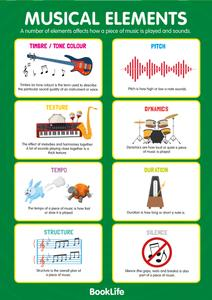 MUSICAL ELEMENTS
A number of elements affects how a piece of music is played and sounds.
TIMBRE / TONE COLOUR
Timbre (or tone colour) is the term used to describe
the particular sound quality of an instrument or voice.
PITCH
Pitch is how high or low a note sounds.
TEXTURE
The effect of melodies and harmonies together
A lot of sounds playing close together is a
thick texture.
DYNAMICS
Dynamics are how loud or quiet a piece
of music is played.
TEMPO
The tempo of a piece of music is how fast
or slow it is played.
DURATION
Duration is how long or short a note is.
STRUCTURE
Structure is the overall plan of
a piece of music.
SILENCE
Silence (like gaps, rests and breaks) is also
part of a piece of music.
BookLife